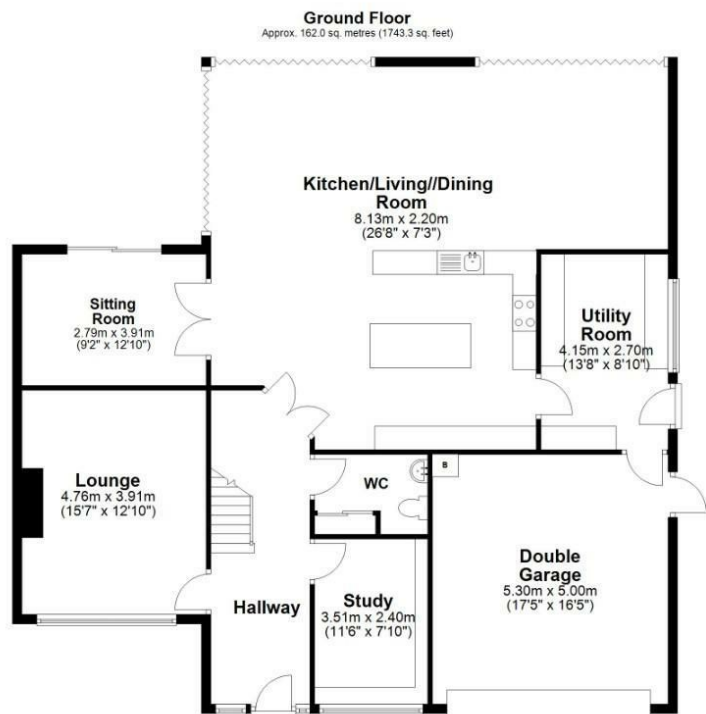 Ground Floor
Approx. 162.0 sq. metres (1743.3 sq. feet)
Kitchen/Living//Dining
Room
8.13m x 2.20m
(26'8" x 7'3")
Sitting
Room
2.79m x 3.91m
(9'2" x 12'10")
Utility
Room
4.15m x 2.70m
(13'8" x 8'10")
Lounge
4.76m x 3.91m
(15'7" x 12'10")
WC
B
Hallway
Study
3.51m x 2.40m
(11'6" x 7'10")
Double
Garage
5.30m x 5.00m
(17'5" x 16'5")